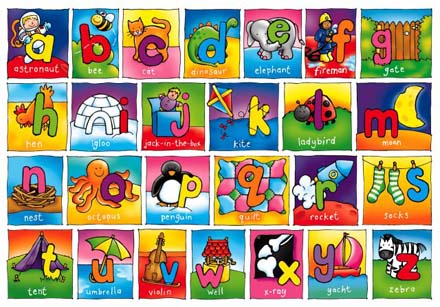 a b c d e f g
astronaut bee cat dinosaur elephant fireman gate
h i j k l m
hen igloo jack-in-the-box kite ladybird moon
n o p q r s
nest octopus penguin quilt rocket socks
t u v w x y z
tent umbrella violin well x-ray yacht zebra